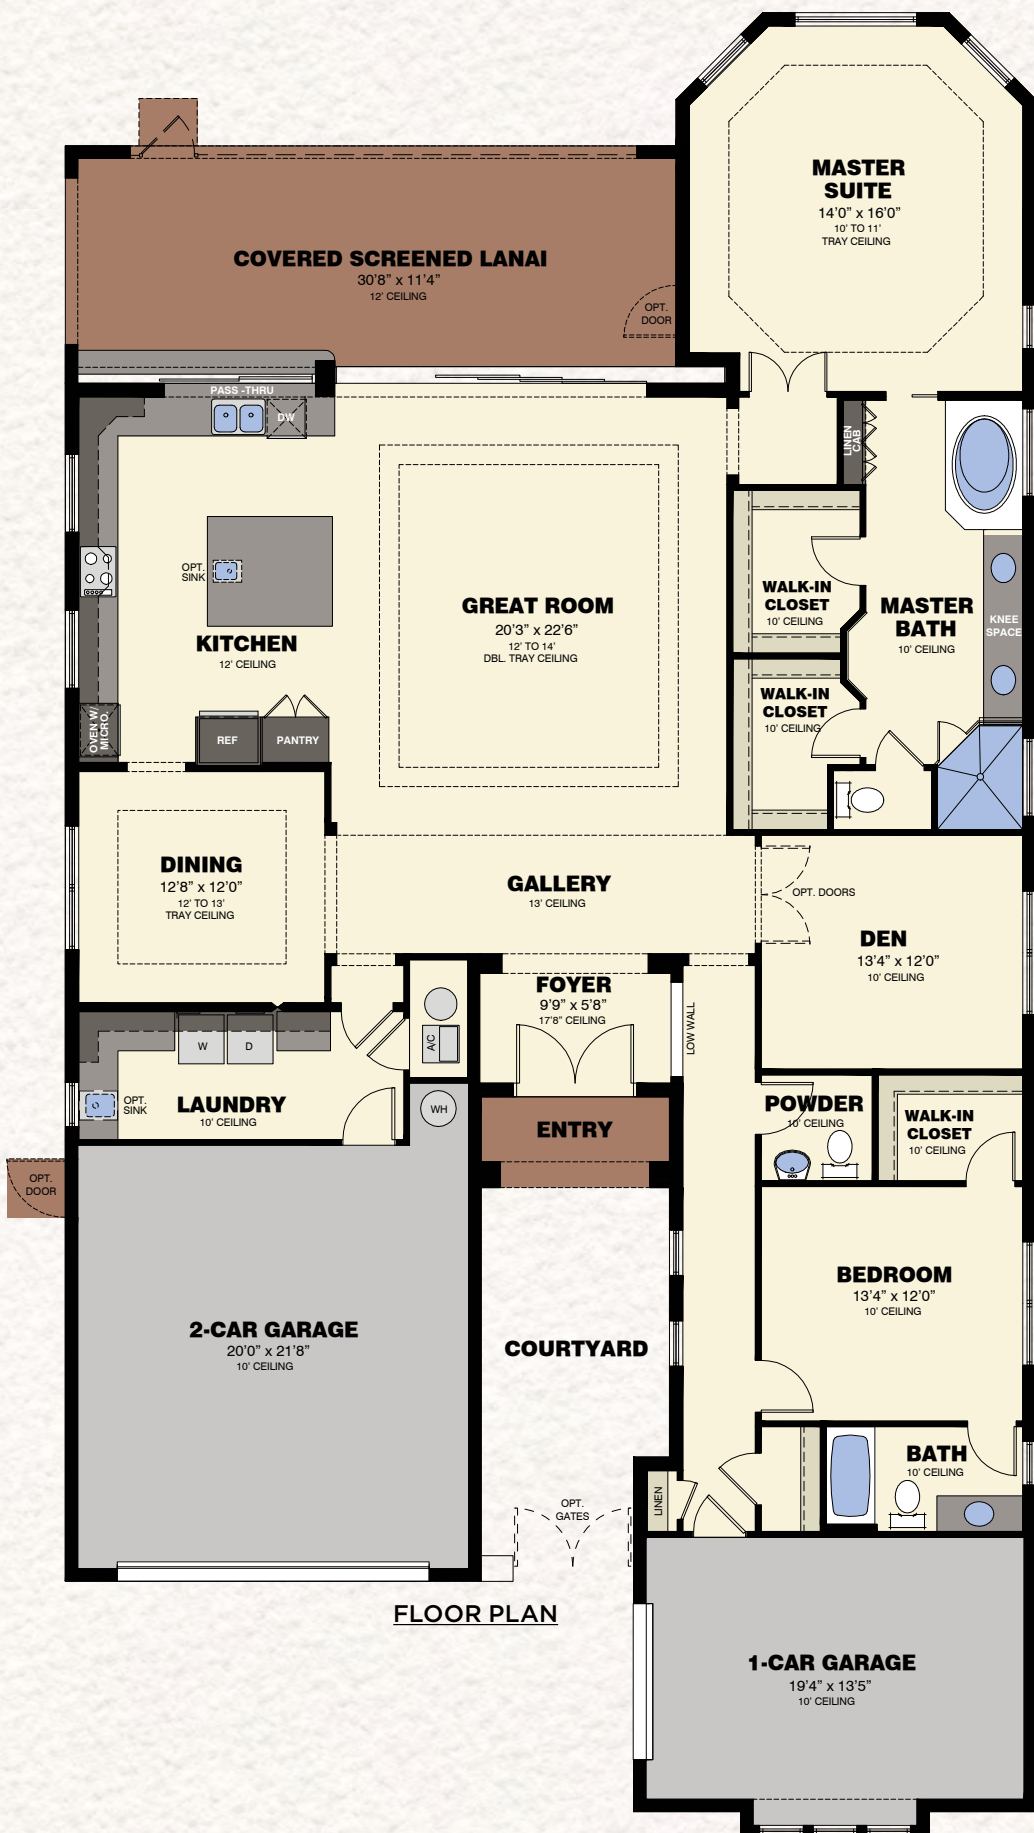 MASTER
SUITE
14'0" x 16'0"
10' TO 11'
TRAY CEILING
COVERED SCREENED LANAI
30'8" x 11'4"
12' CEILING
OPT.
DOOR
PASS -THRU
DW
LINEN
CAB
OPT.
SINK
KITCHEN
12' CEILING
GREAT ROOM
20'3" x 22'6"
12' TO 14'
DBL. TRAY CEILING
WALK-IN
CLOSET
10' CEILING
MASTER
BATH
10' CEILING
KNEE
SPACE
WALK-IN
CLOSET
10' CEILING
OVEN W/
MICRO.
REF
PANTRY
DINING
12'8" x 12'0"
12' TO 13'
TRAY CEILING
GALLERY
13' CEILING
OPT. DOORS
DEN
13'4" x 12'0"
10' CEILING
FOYER
9'9" x 5'8"
17'8" CEILING
LOW WALL
A/C
W
D
OPT.
SINK
LAUNDRY
10' CEILING
WH
ENTRY
POWDER
10' CEILING
WALK-IN
CLOSET
10' CEILING
OPT.
DOOR
BEDROOM
13'4" x 12'0"
10' CEILING
2-CAR GARAGE
20'0" x 21'8"
10' CEILING
COURTYARD
BATH
10' CEILING
LINEN
OPT.
GATES
FLOOR PLAN
1-CAR GARAGE
19'4" x 13'5"
10' CEILING